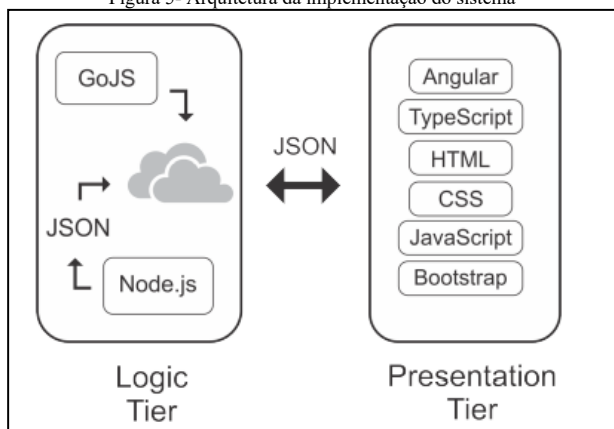 Figura 5- Arquitetura da implementação do sistema
GoJS
JSON
Node.js
Logic
Tier
JSON
Angular
TypeScript
HTML
CSS
JavaScript
Bootstrap
Presentation
Tier